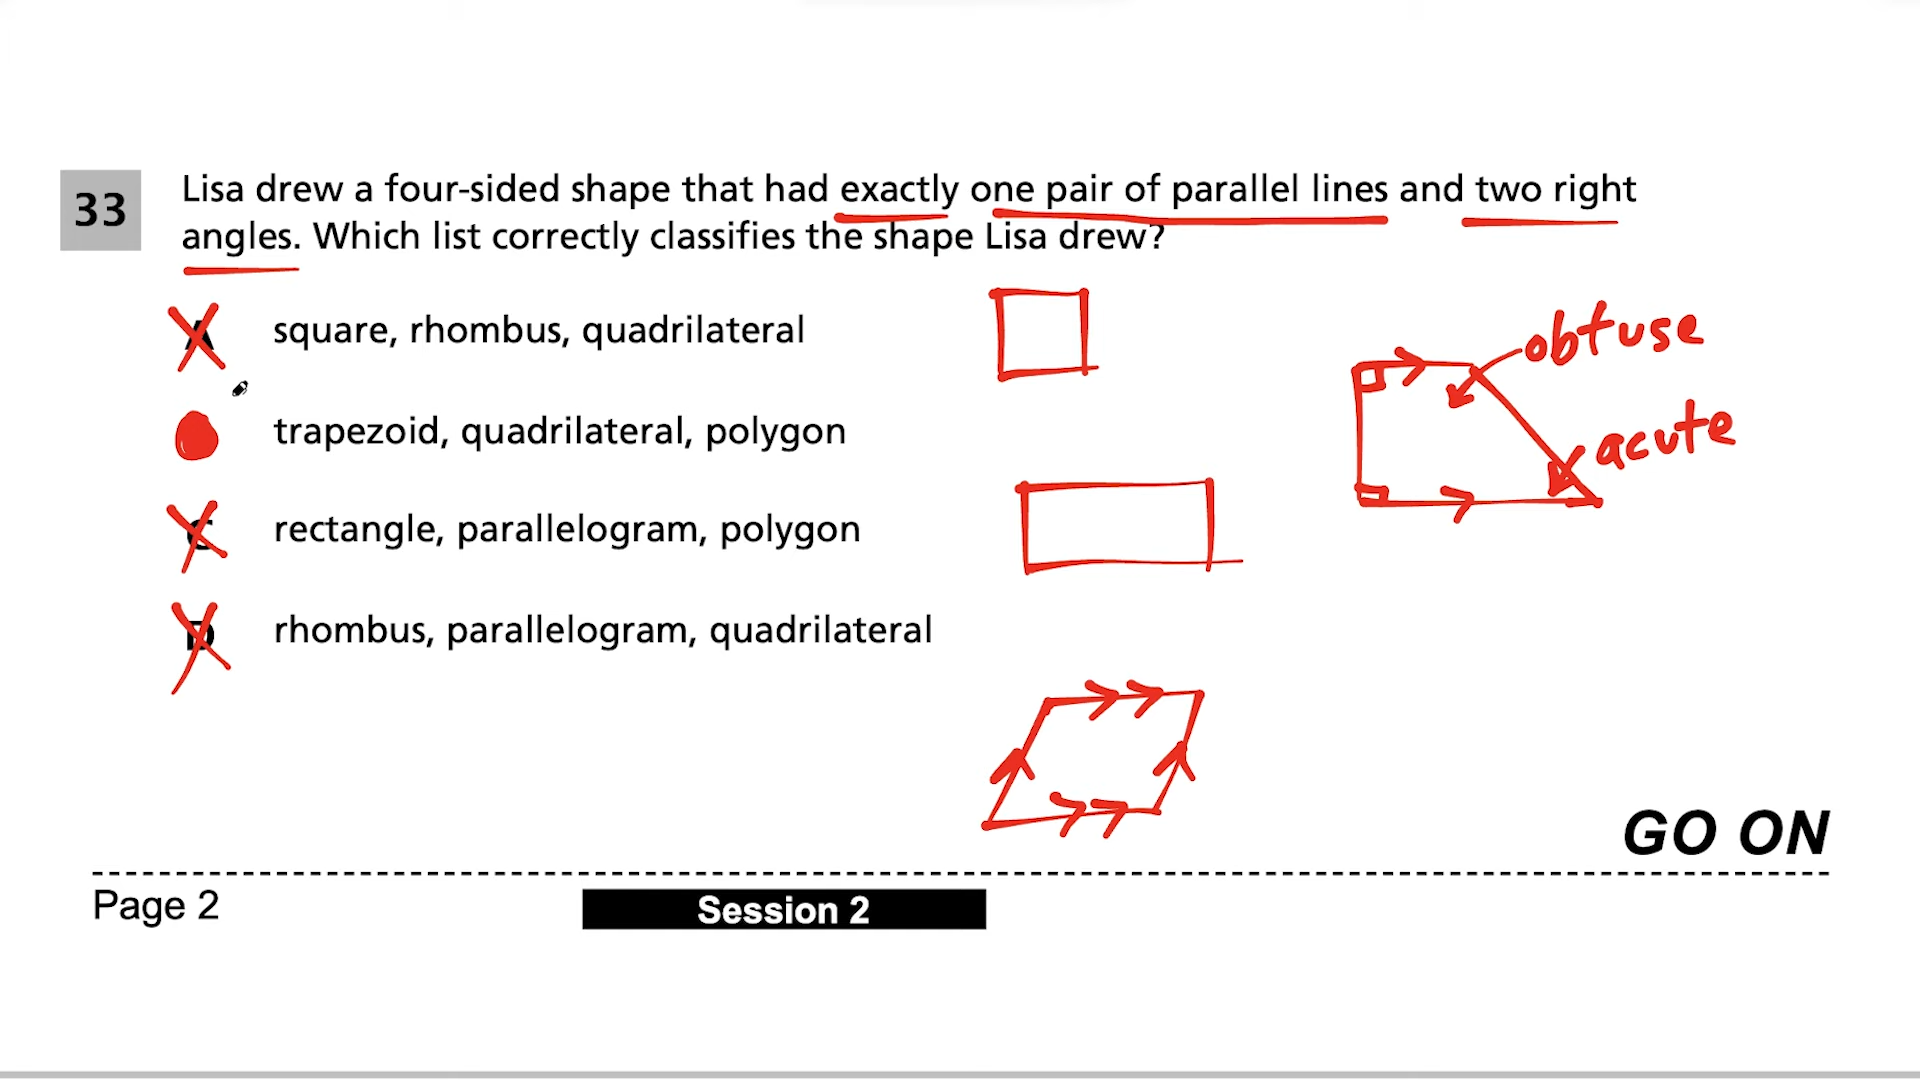 33
Lisa drew a four-sided shape that had exactly one pair of parallel lines and two right
angles. Which list correctly classifies the shape Lisa drew?
A square, rhombus, quadrilateral
obtuse
acute
trapezoid, quadrilateral, polygon
C rectangle, parallelogram, polygon
D rhombus, parallelogram, quadrilateral
GO ON
Page 2
Session 2